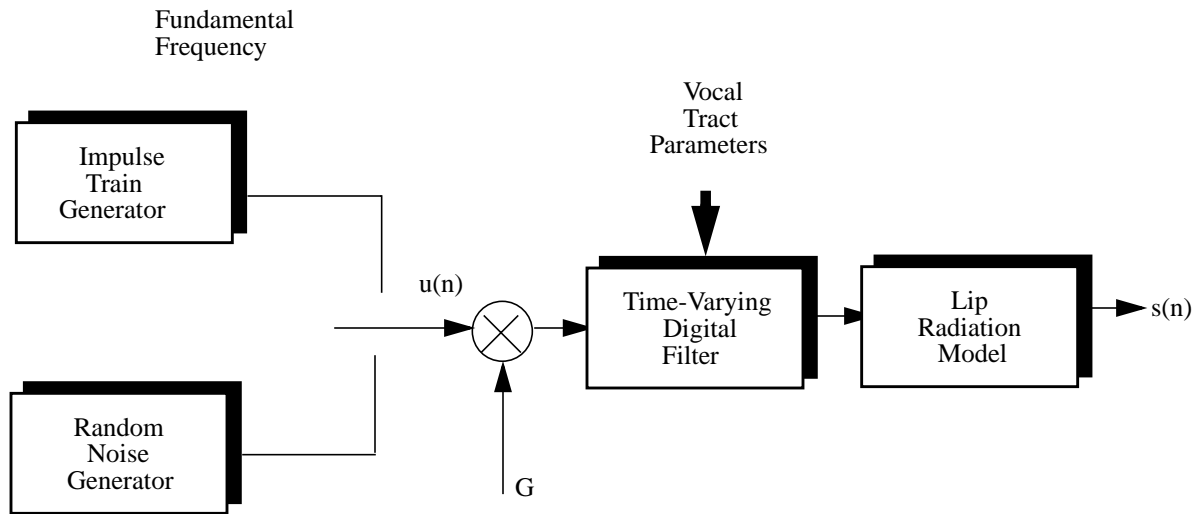 Fundamental
Frequency
Vocal
Tract
Parameters
Impulse
Train
Generator
u(n)
Time-Varying
Digital
Filter
Lip
Radiation
Model
s(n)
Random
Noise
Generator
G